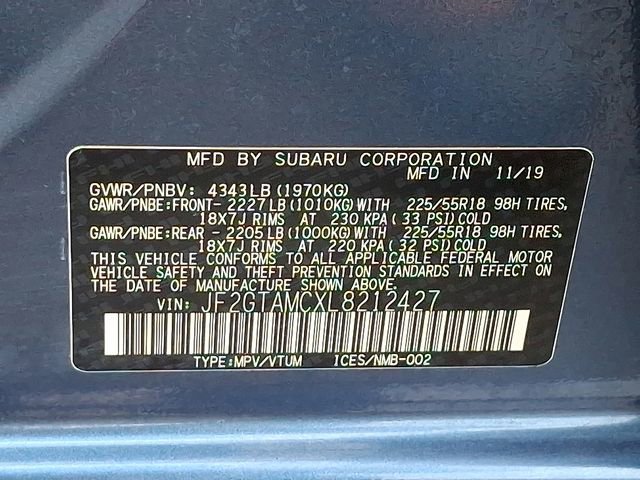 MFD BY SUBARU CORPORATION
MFD IN 11/19
GVWR/PNBV: 4343LB (1970KG)
GAWR/PNBE:FRONT- 2227 LB (1010KG) WITH 225/55R18 98H TIRES,
18X7J RIMS AT 230 KPA (33 PSI) COLD
GAWR/PNBE:REAR - 2205 LB (1000KG) WITH 225/55R18 98H TIRES,
18X7J RIMS AT 220 KPA (32 PSI) COLD
THIS VEHICLE CONFORMS TO ALL APPLICABLE FEDERAL MOTOR
VEHICLE SAFETY AND THEFT PREVENTION STANDARDS IN EFFECT ON
THE DATE OF MANUFACTURE SHOWN ABOVE.
VIN: JF2GTAMCXL8212427
TYPE:MPV/VTUM ICES/NMB-002